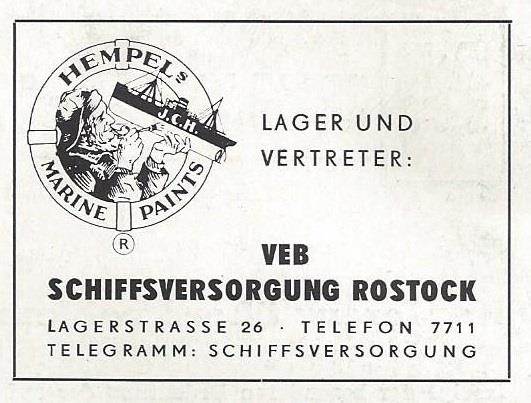 HEMPELs
J.C.H.
MARINE PAINTS
®
LAGER UND
VERTRETER:
VEB
SCHIFFSVERSORGUNG ROSTOCK
LAGERSTRASSE 26 · TELEFON 7711
TELEGRAMM: SCHIFFSVERSORGUNG